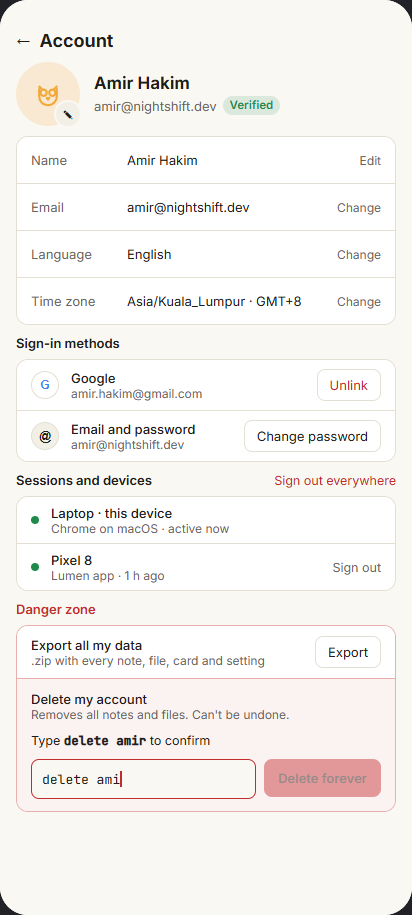 ← Account
Amir Hakim
amir@nightshift.dev Verified
Name Amir Hakim Edit
Email amir@nightshift.dev Change
Language English Change
Time zone Asia/Kuala_Lumpur · GMT+8 Change
Sign-in methods
G Google Unlink
amir.hakim@gmail.com
@ Email and password Change password
amir@nightshift.dev
Sessions and devices Sign out everywhere
Laptop · this device
Chrome on macOS · active now
Pixel 8 Sign out
Lumen app · 1 h ago
Danger zone
Export all my data Export
.zip with every note, file, card and setting
Delete my account
Removes all notes and files. Can't be undone.
Type delete amir to confirm
delete ami Delete forever